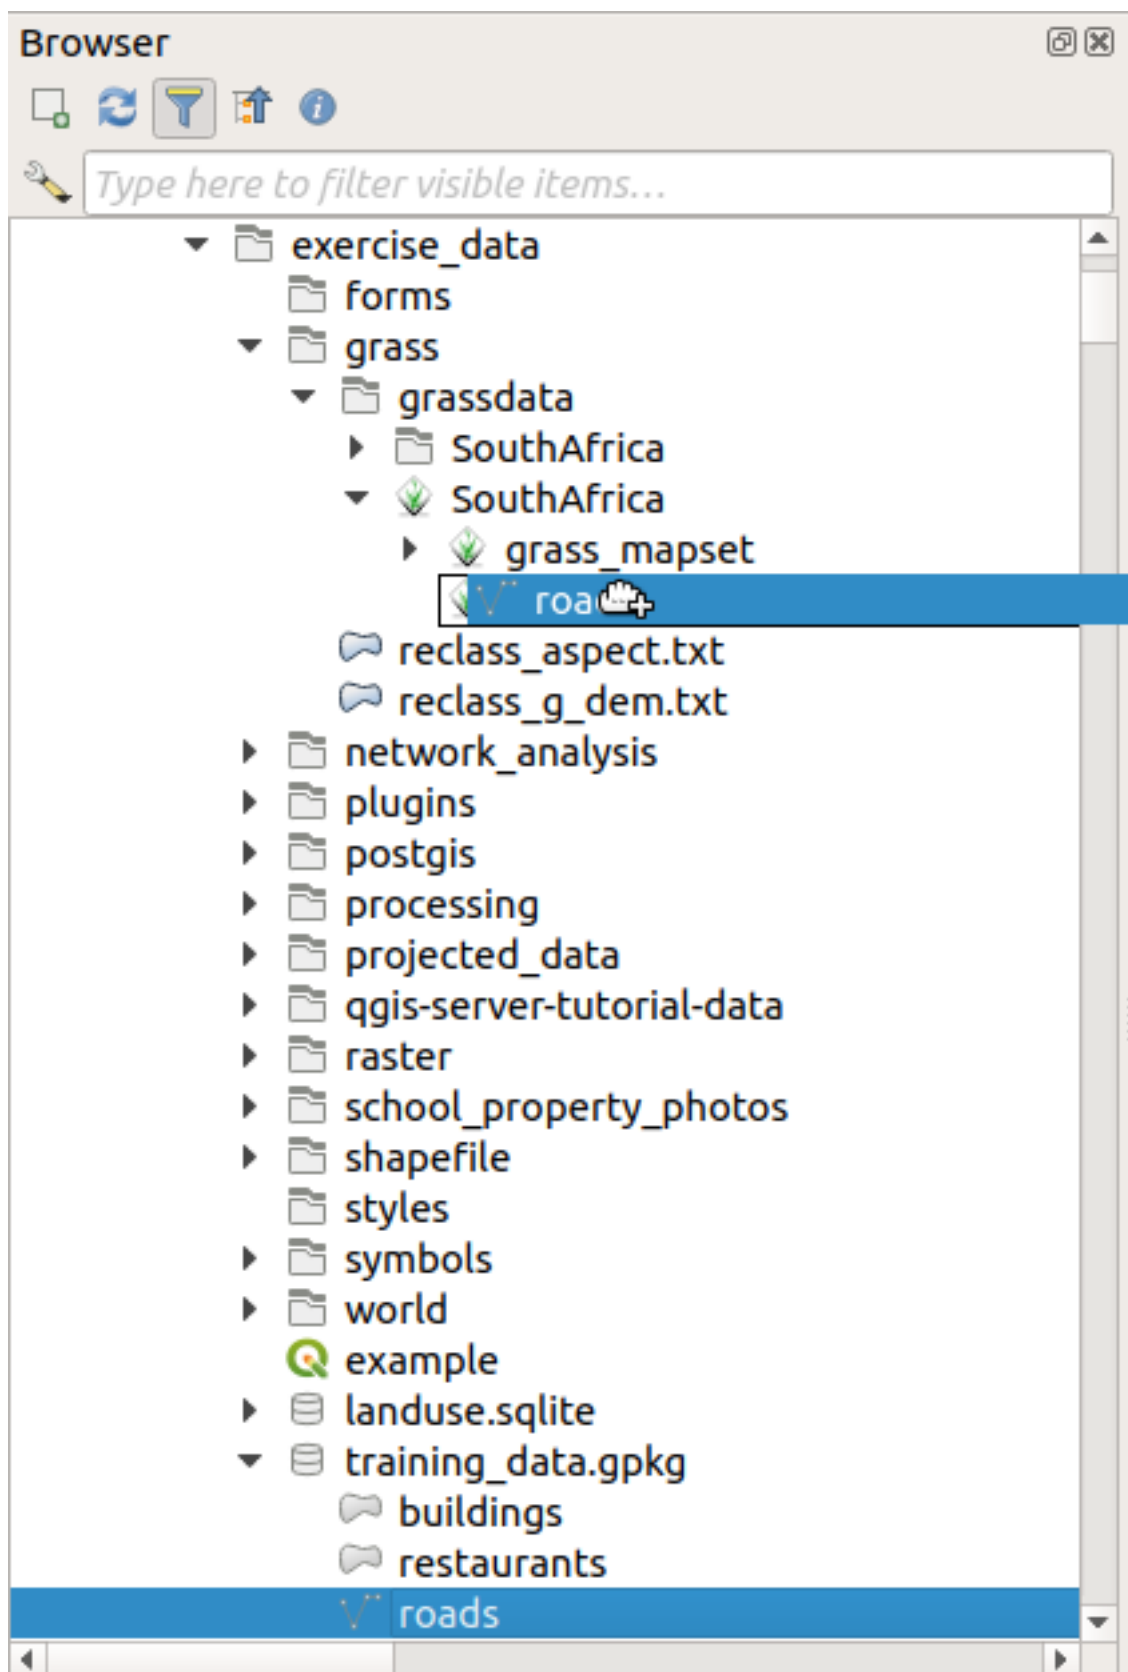 Browser
Type here to filter visible items...
exercise_data
forms
grass
grassdata
SouthAfrica
SouthAfrica
grass_mapset
reclass_aspect.txt
reclass_g_dem.txt
network_analysis
plugins
postgis
processing
projected_data
qgis-server-tutorial-data
raster
school_property_photos
shapefile
styles
symbols
world
example
landuse.sqlite
training_data.gpkg
buildings
restaurants
roads